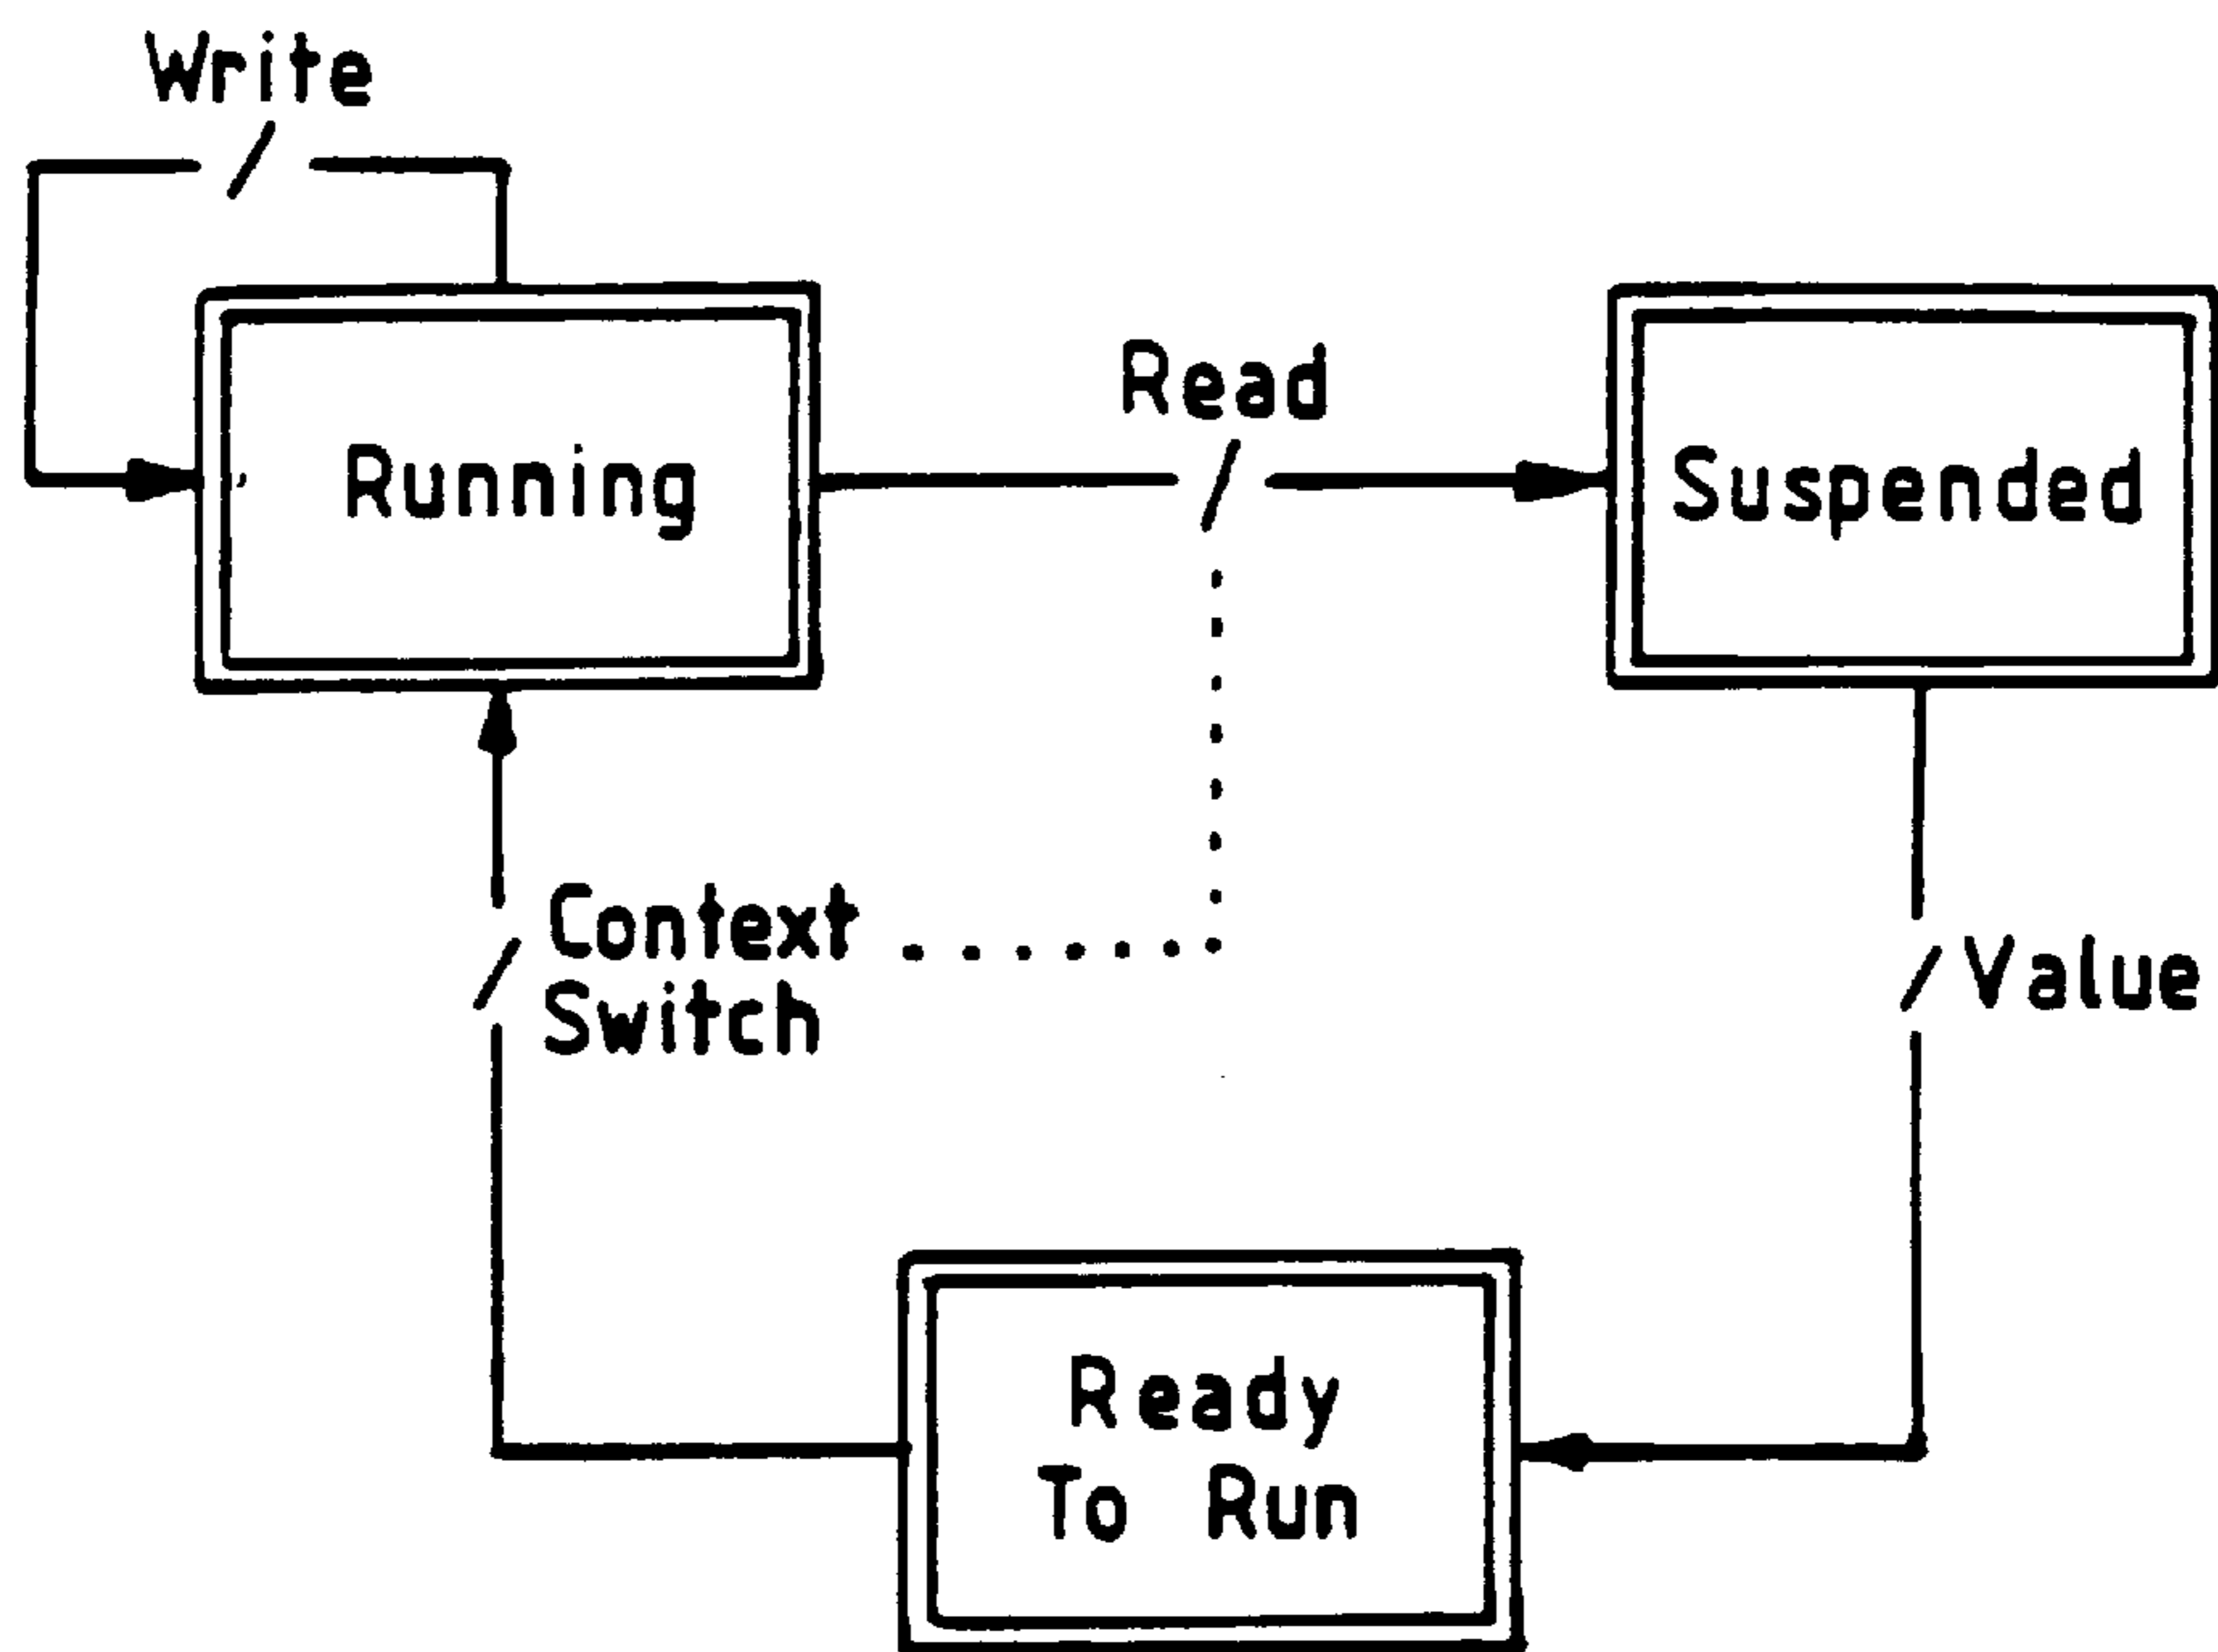 Write
Read
Running
Suspended
Context
Switch
Value
Ready
To Run